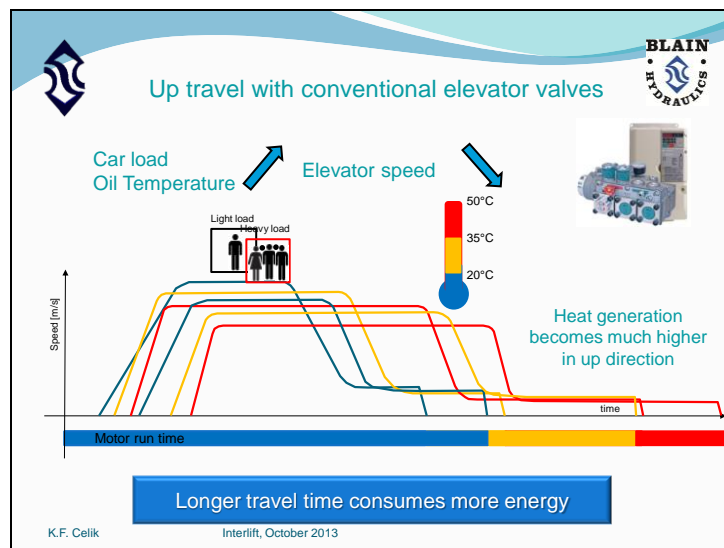 BLAIN
HYDRAULICS
Up travel with conventional elevator valves
Car load
Oil Temperature
Elevator speed
50°C
35°C
20°C
Light load
Heavy load
Speed [m/s]
Heat generation
becomes much higher
in up direction
time
Motor run time
Longer travel time consumes more energy
K.F. Celik
Interlift, October 2013